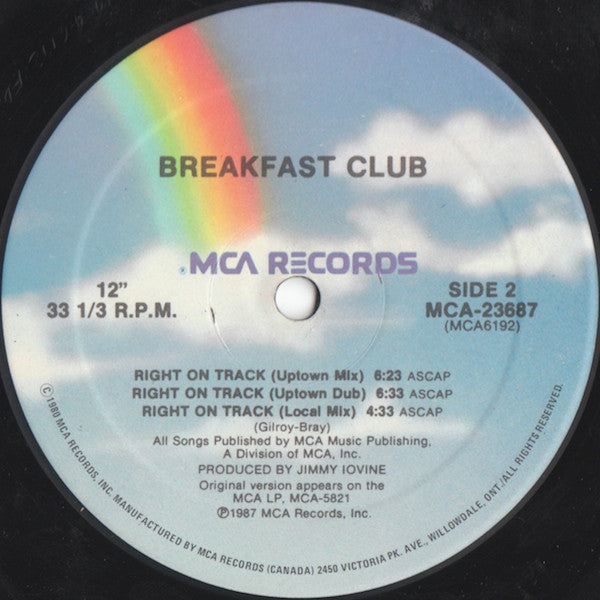 BREAKFAST CLUB
®MCA RECORDS
12"
33 1/3 R.P.M.
SIDE 2
MCA-23687
(MCA6192)
RIGHT ON TRACK (Uptown Mix) 6:23 ASCAP
RIGHT ON TRACK (Uptown Dub) 6:33 ASCAP
RIGHT ON TRACK (Local Mix) 4:33 ASCAP
(Gilroy-Bray)
All Songs Published by MCA Music Publishing,
A Division of MCA, Inc.
PRODUCED BY JIMMY IOVINE
Original version appears on the
MCA LP, MCA-5821
℗1987 MCA Records, Inc.
©1980 MCA RECORDS, INC. MANUFACTURED BY MCA RECORDS (CANADA) 2450 VICTORIA PK. AVE., WILLOWDALE, ONT./ALL RIGHTS RESERVED.